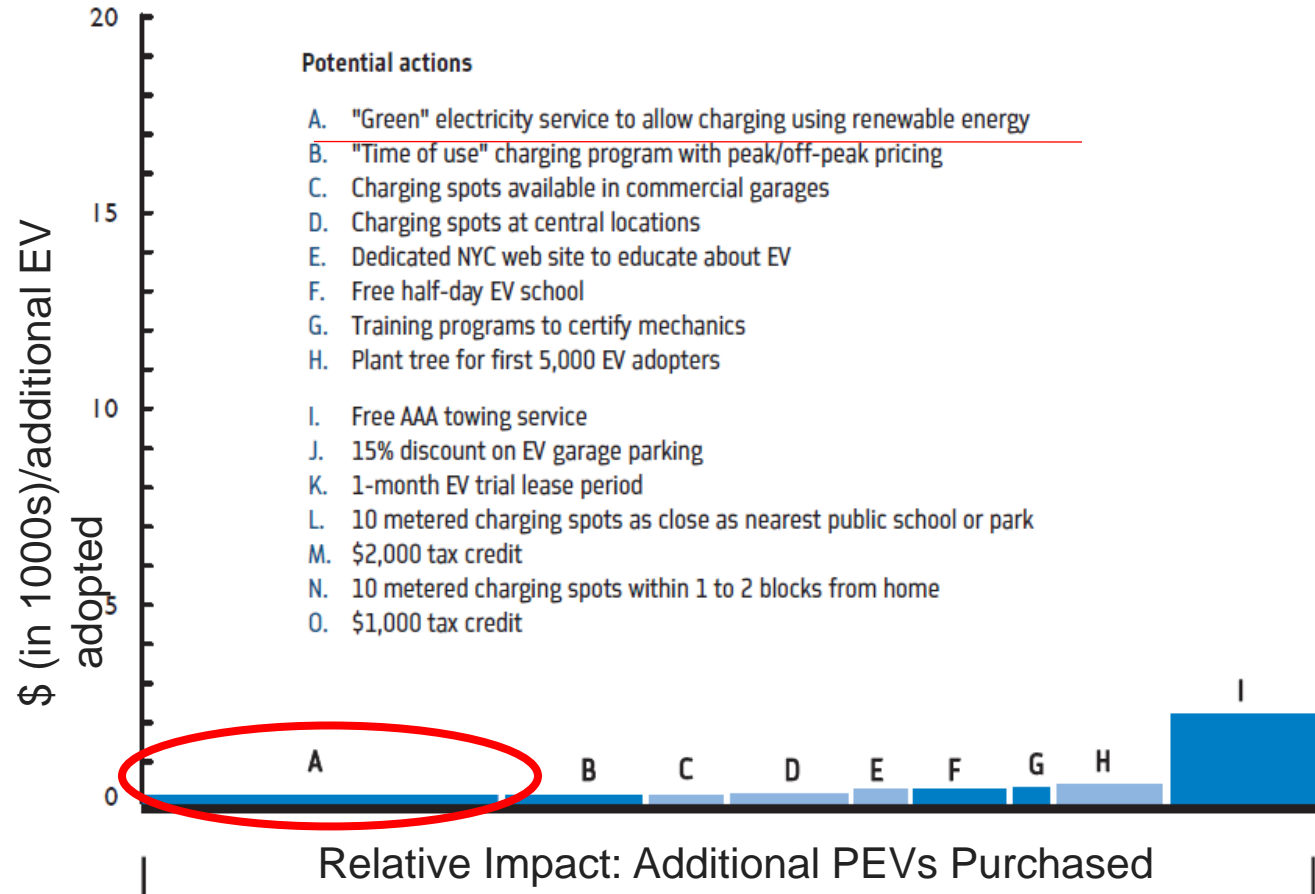 20
Potential actions
A. "Green" electricity service to allow charging using renewable energy
B. "Time of use" charging program with peak/off-peak pricing
C. Charging spots available in commercial garages
15
D. Charging spots at central locations
E. Dedicated NYC web site to educate about EV
F. Free half-day EV school
G. Training programs to certify mechanics
H. Plant tree for first 5,000 EV adopters
10
I. Free AAA towing service
J. 15% discount on EV garage parking
K. 1-month EV trial lease period
L. 10 metered charging spots as close as nearest public school or park
M. $2,000 tax credit
N. 10 metered charging spots within 1 to 2 blocks from home
5
O. $1,000 tax credit
$ (in 1000s)/additional EV
adopted
I
A B C D E F G H
0
Relative Impact: Additional PEVs Purchased